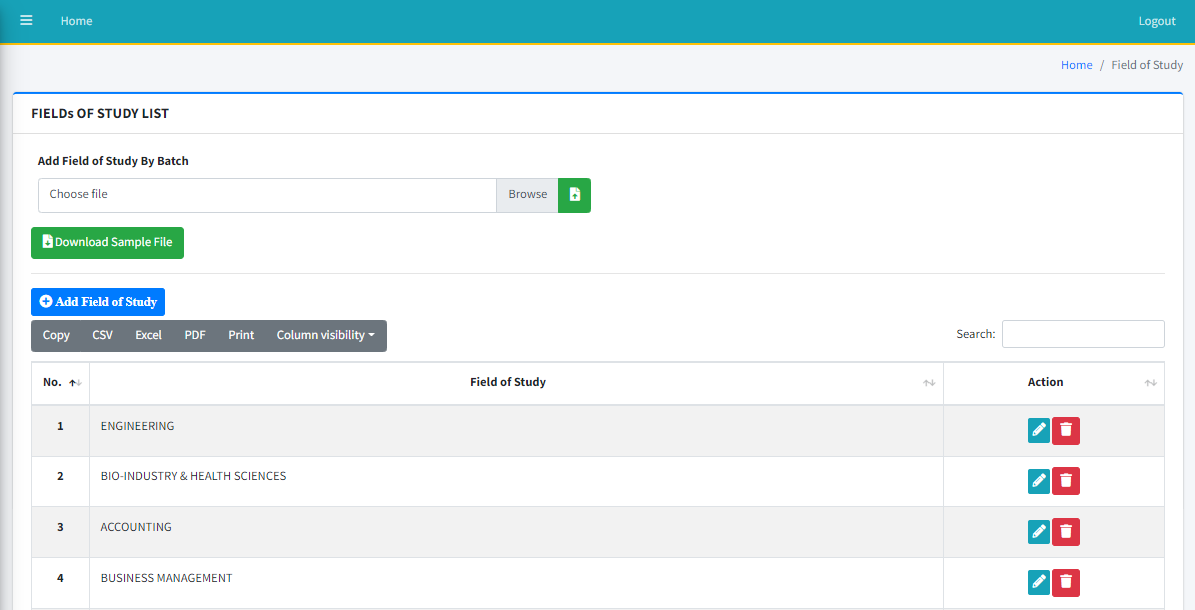 Home Logout
Home / Field of Study
FIELDs OF STUDY LIST
Add Field of Study By Batch
Choose file Browse
Download Sample File
Add Field of Study
Copy CSV Excel PDF Print Column visibility Search:
No. Field of Study Action
1 ENGINEERING
2 BIO-INDUSTRY & HEALTH SCIENCES
3 ACCOUNTING
4 BUSINESS MANAGEMENT